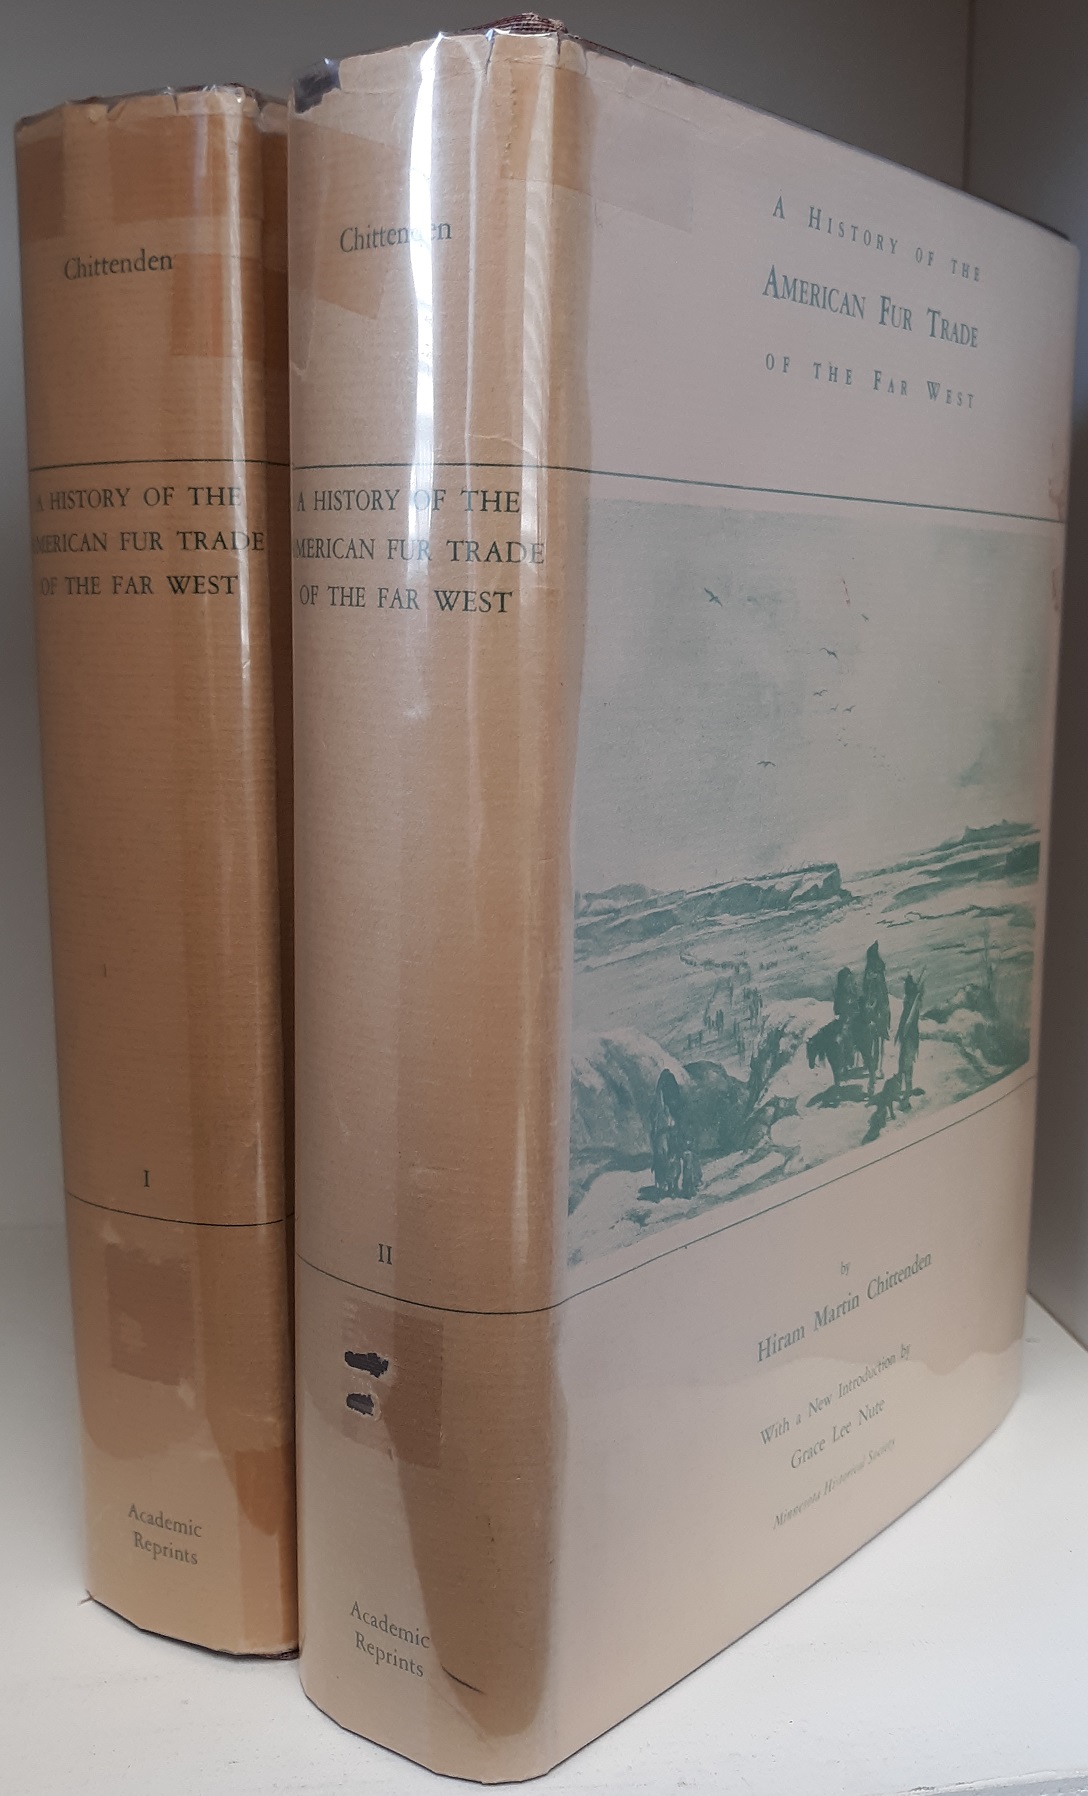 Chittenden
A HISTORY OF THE
AMERICAN FUR TRADE
OF THE FAR WEST
I
Academic
Reprints
Chittenden
A HISTORY OF THE
AMERICAN FUR TRADE
OF THE FAR WEST
II
Academic
Reprints
A HISTORY OF THE
AMERICAN FUR TRADE
OF THE FAR WEST
by
Hiram Martin Chittenden
With a New Introduction by
Grace Lee Nute
Minnesota Historical Society